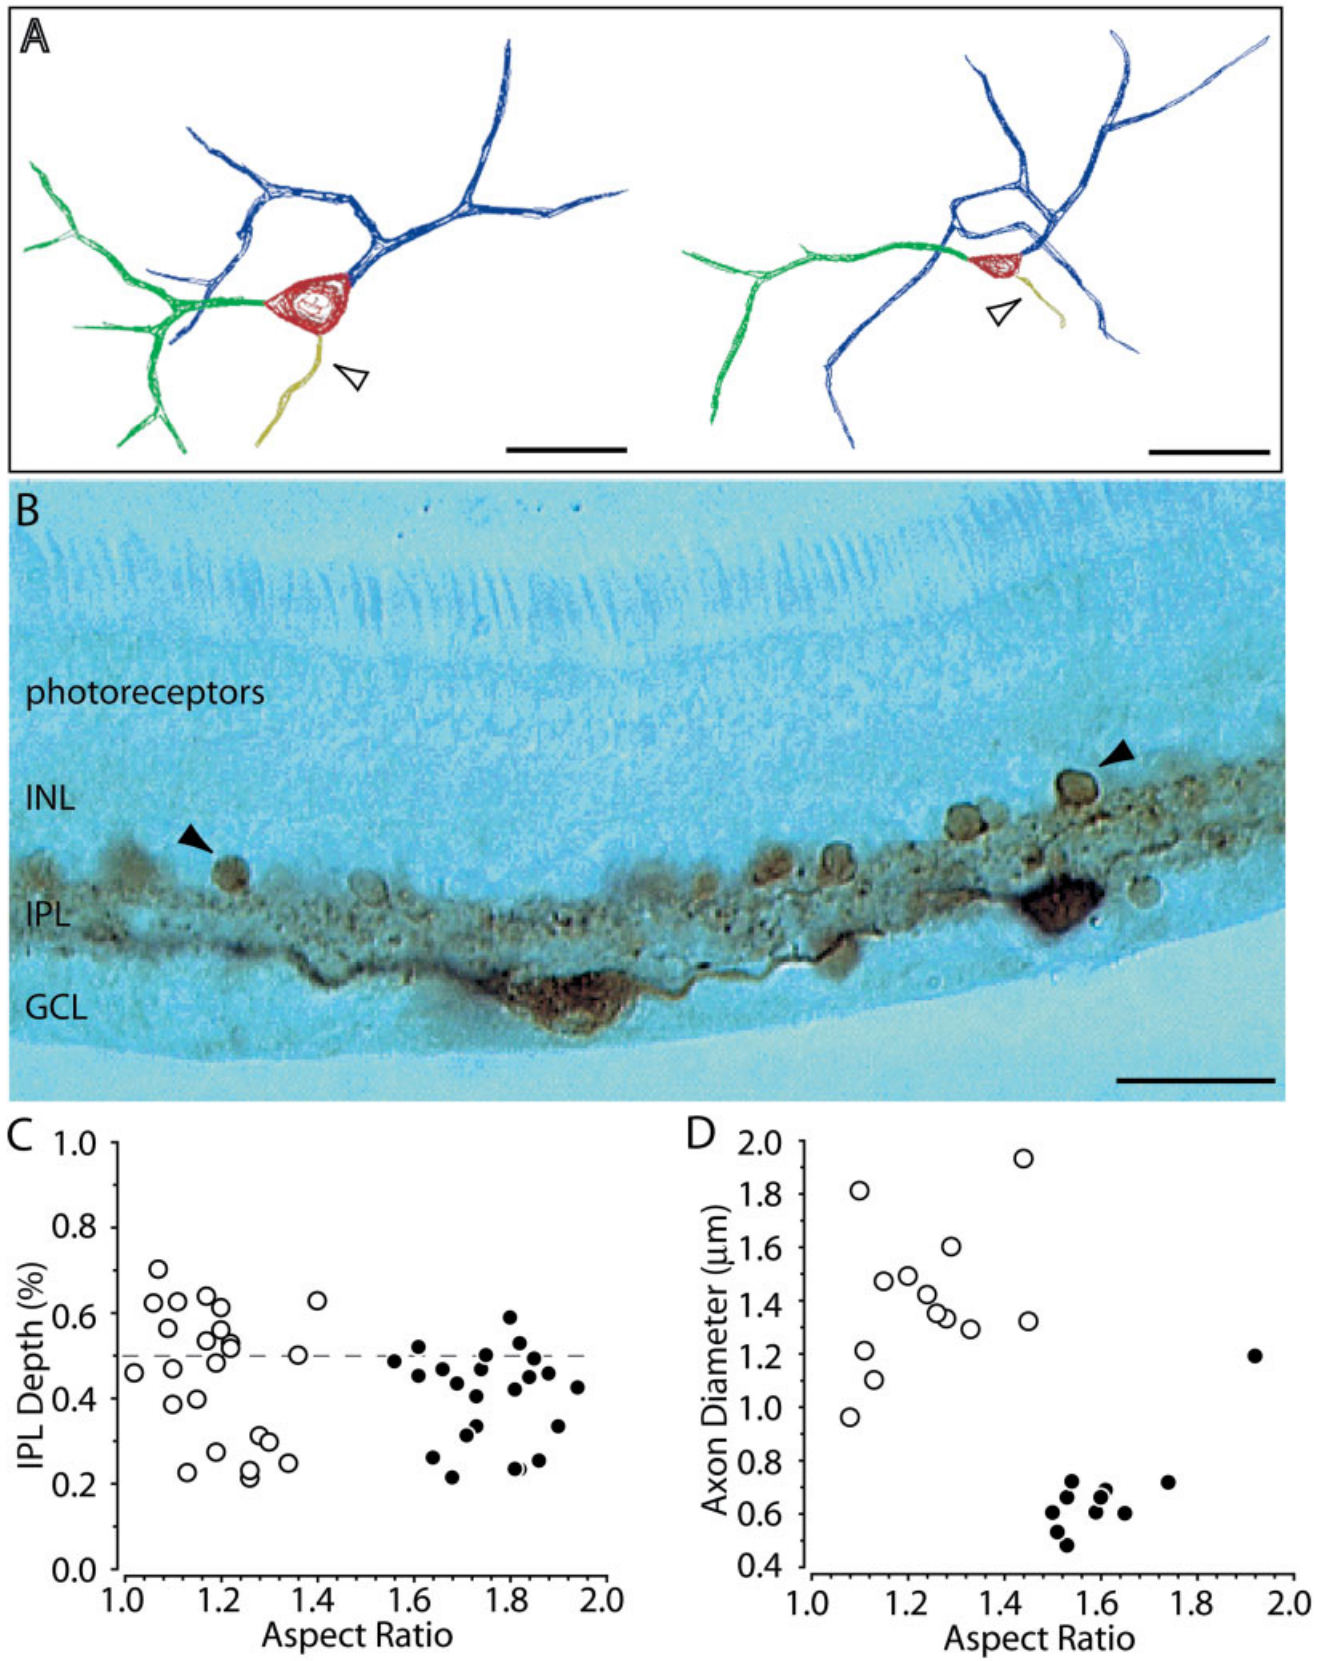 A
B
photoreceptors
INL
IPL
GCL
C
1.0
0.8
0.6
0.4
0.2
0.0
IPL Depth (%)
1.0 1.2 1.4 1.6 1.8 2.0
Aspect Ratio
D
2.0
1.8
1.6
1.4
1.2
1.0
0.8
0.6
0.4
Axon Diameter (μm)
1.0 1.2 1.4 1.6 1.8 2.0
Aspect Ratio